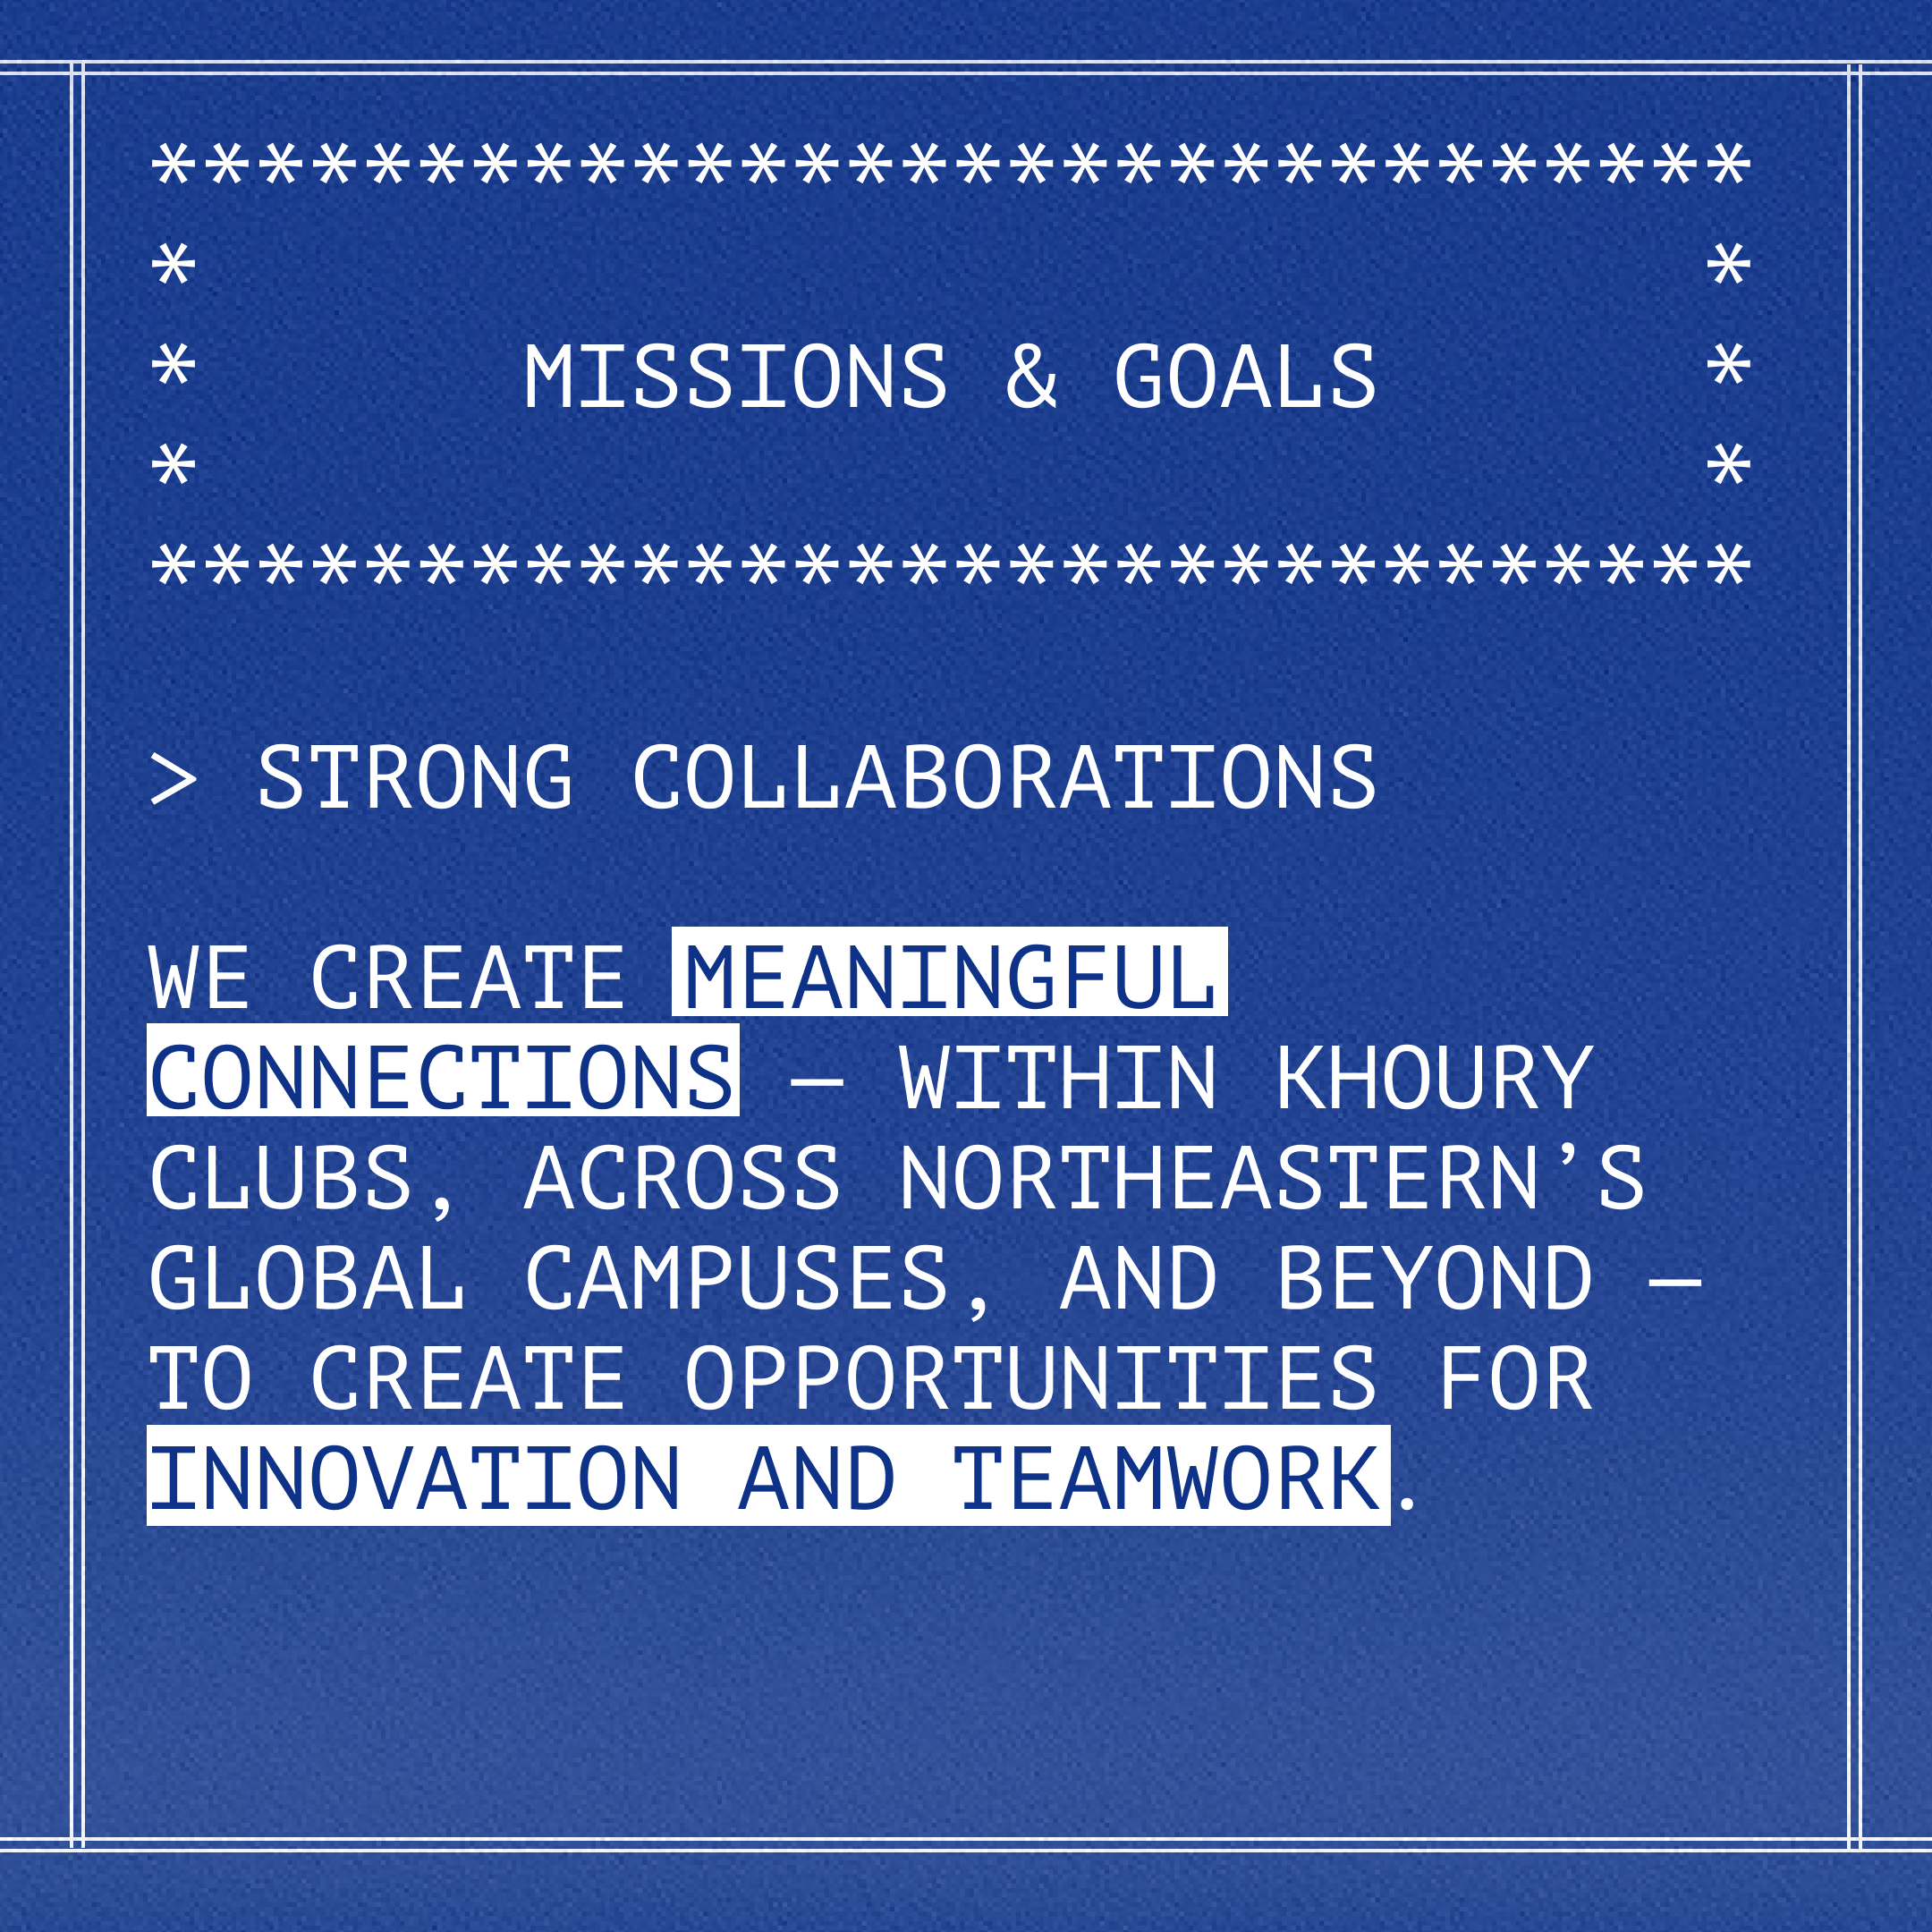 ******************************
* *
* MISSIONS & GOALS *
* *
******************************
> STRONG COLLABORATIONS
WE CREATE MEANINGFUL
CONNECTIONS — WITHIN KHOURY
CLUBS, ACROSS NORTHEASTERN’S
GLOBAL CAMPUSES, AND BEYOND —
TO CREATE OPPORTUNITIES FOR
INNOVATION AND TEAMWORK.